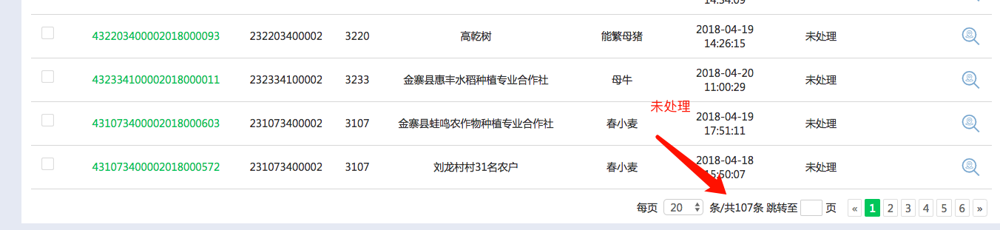 14:54:09
432203400002018000093 232203400002 3220 高乾树 能繁母猪 2018-04-19 14:26:15 未处理
432334100002018000011 232334100002 3233 金寨县惠丰水稻种植专业合作社 母牛 2018-04-20 11:00:29 未处理
未处理
431073400002018000603 231073400002 3107 金寨县蛙鸣农作物种植专业合作社 春小麦 2018-04-19 17:51:11 未处理
431073400002018000572 231073400002 3107 刘龙村村31名农户 春小麦 2018-04-18 15:50:07 未处理
每页 20 条/共107条 跳转至 页 « 1 2 3 4 5 6 »